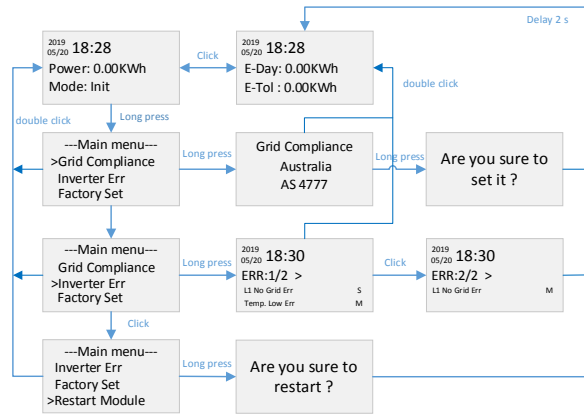 Delay 2 s
2019
05/20 18:28
Power: 0.00KWh
Mode: Init
Click
2019
05/20 18:28
E-Day: 0.00KWh
E-Tol : 0.00KWh
double click
Long press
double click
---Main menu---
>Grid Compliance
Inverter Err
Factory Set
Long press
Grid Compliance
Australia
AS 4777
Long press
Are you sure to
set it ?
---Main menu---
Grid Compliance
>Inverter Err
Factory Set
Long press
2019
05/20 18:30
ERR:1/2 >
L1 No Grid Err S
Temp. Low Err M
Click
2019
05/20 18:30
ERR:2/2 >
L1 No Grid Err M
Click
---Main menu---
Inverter Err
Factory Set
>Restart Module
Long press
Are you sure to
restart ?